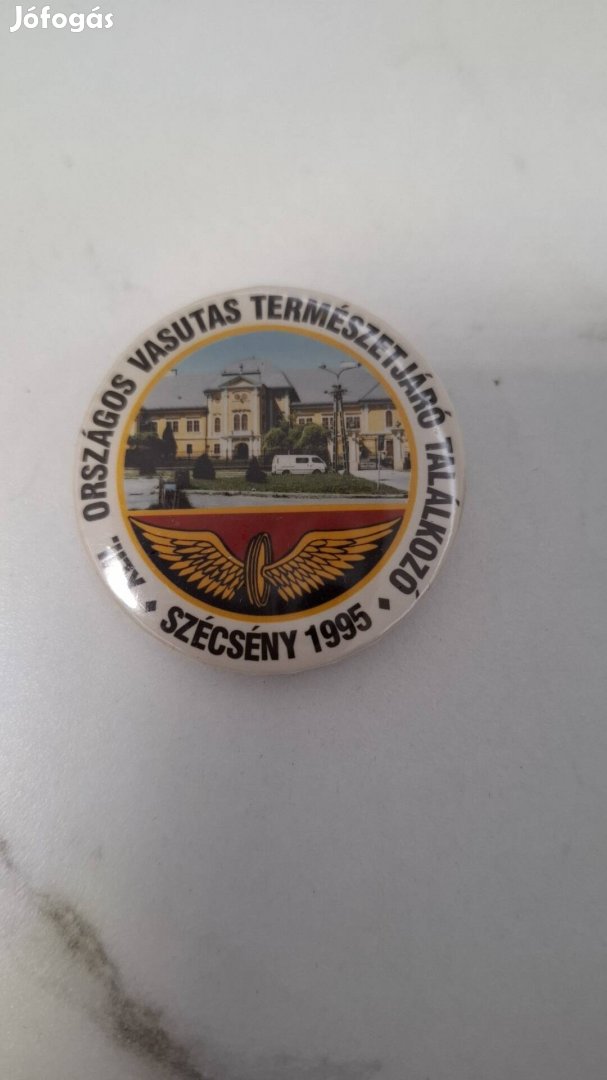 Jófogás
ORSZÁGOS VASUTAS TERMÉSZETJÁRÓ TALÁLKOZÓ
• SZÉCSÉNY 1995 •